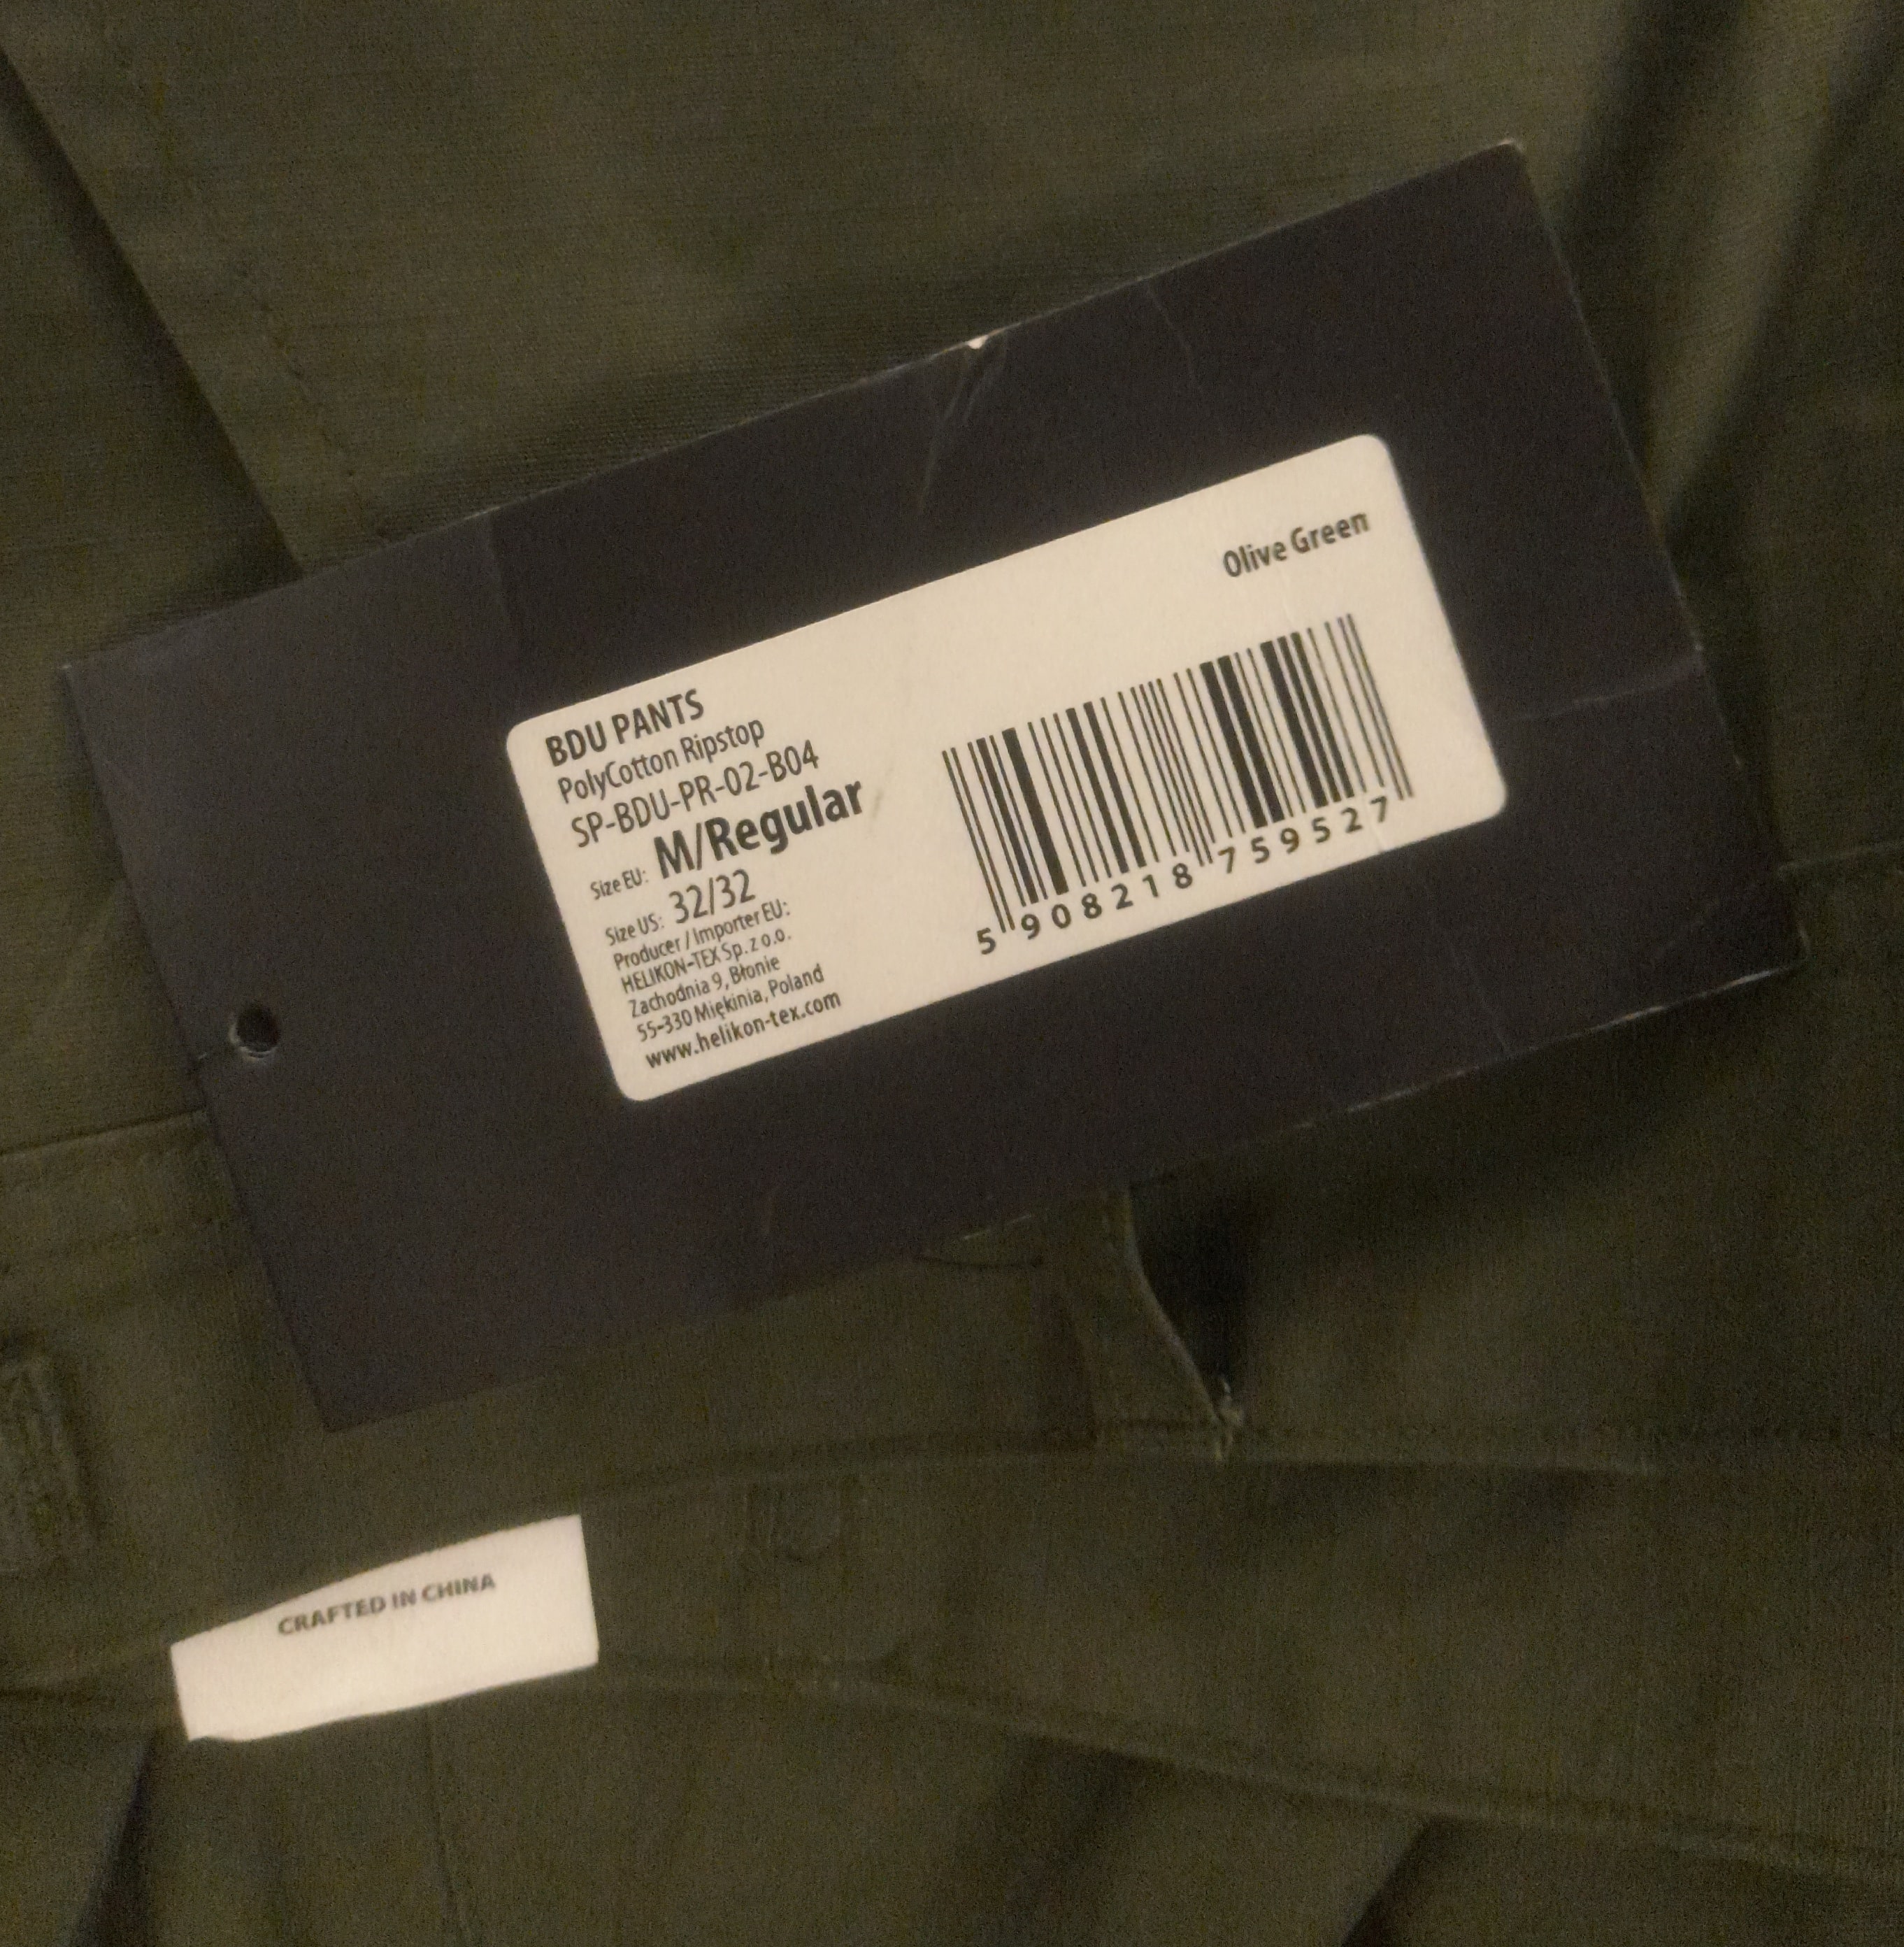 Olive Green
BDU PANTS
PolyCotton Ripstop
SP-BDU-PR-02-B04
Size EU: M/Regular
Size US: 32/32
Producer / Importer EU:
HELIKON-TEX Sp. z o.o.
Zachodnia 9, Błonie
55-330 Miękinia, Poland
www.helikon-tex.com
5 908218 759527
CRAFTED IN CHINA